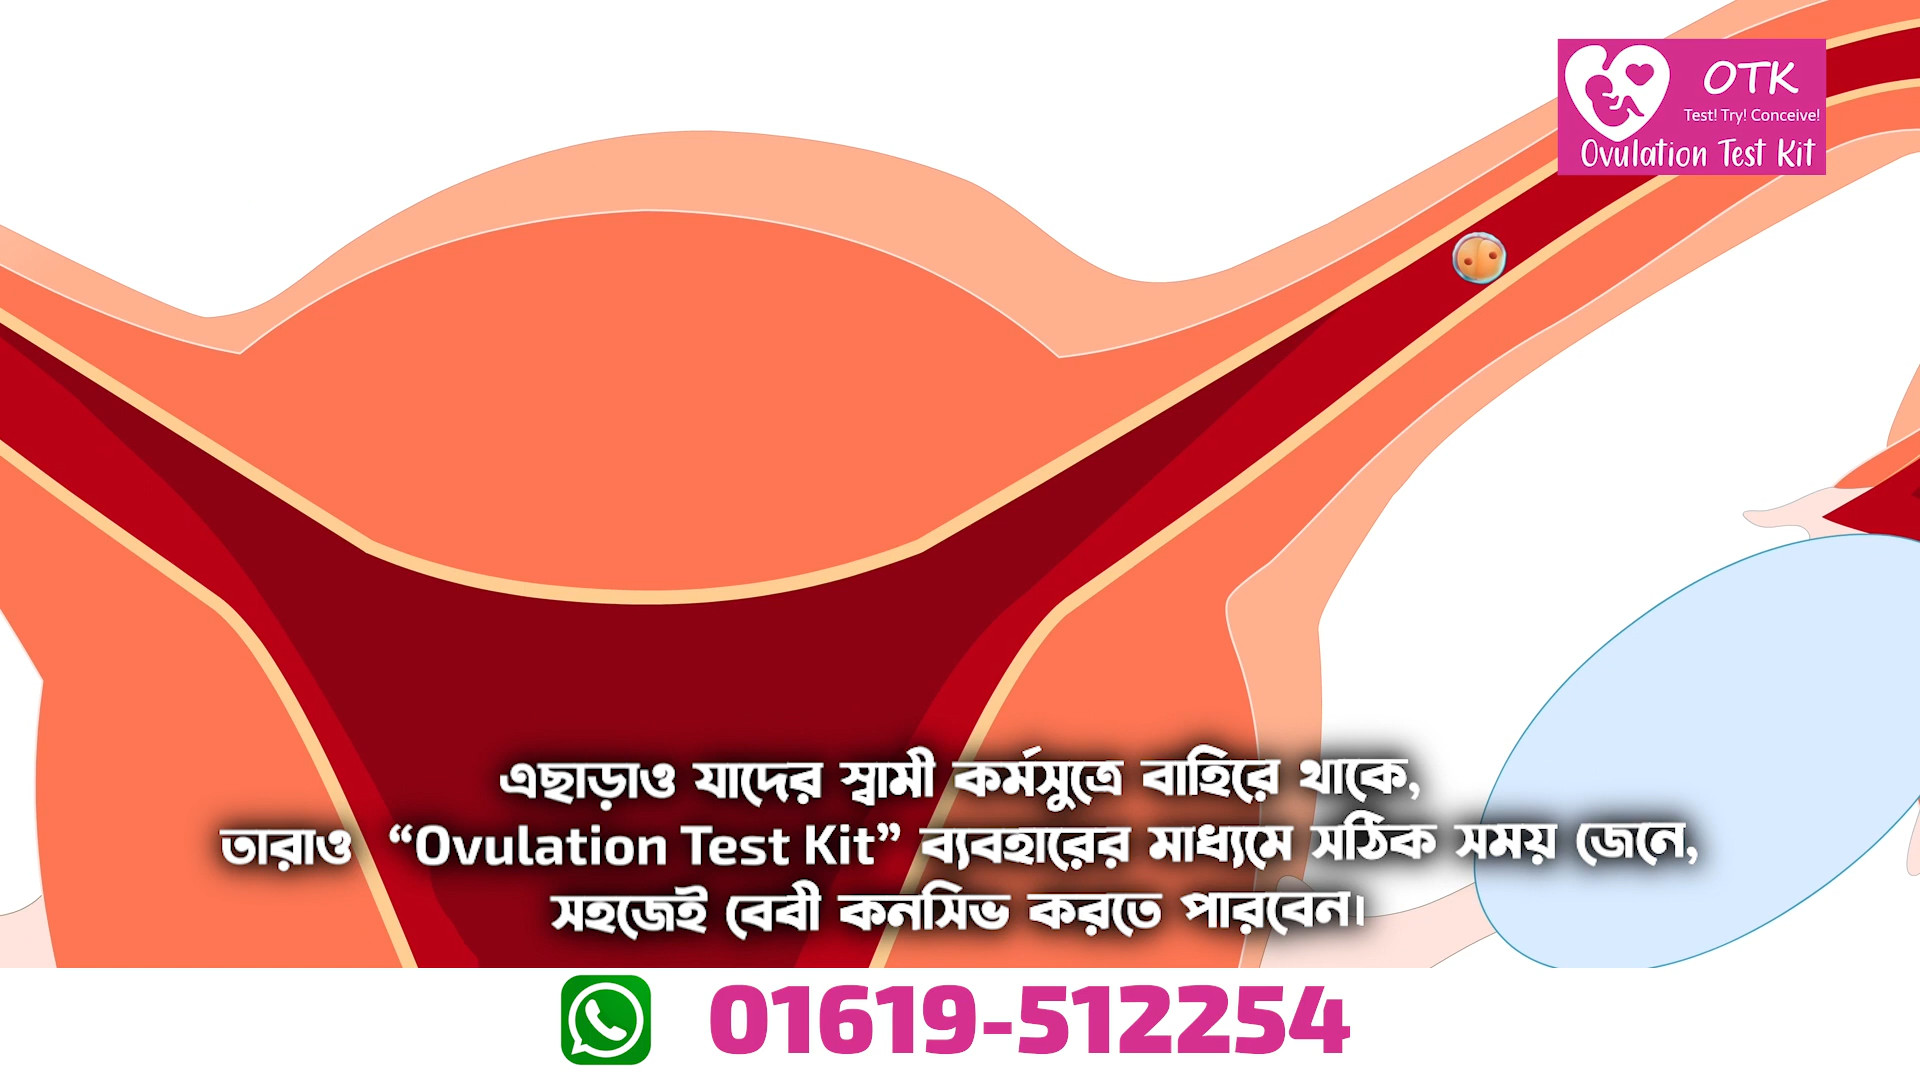 OTK
Test! Try! Conceive!
Ovulation Test Kit
এছাড়াও যাদের স্বামী কর্মসুত্রে বাহিরে থাকে,
তারাও “Ovulation Test Kit” ব্যবহারের মাধ্যমে সঠিক সময় জেনে,
সহজেই বেবী কনসিভ করতে পারবেন।
01619-512254